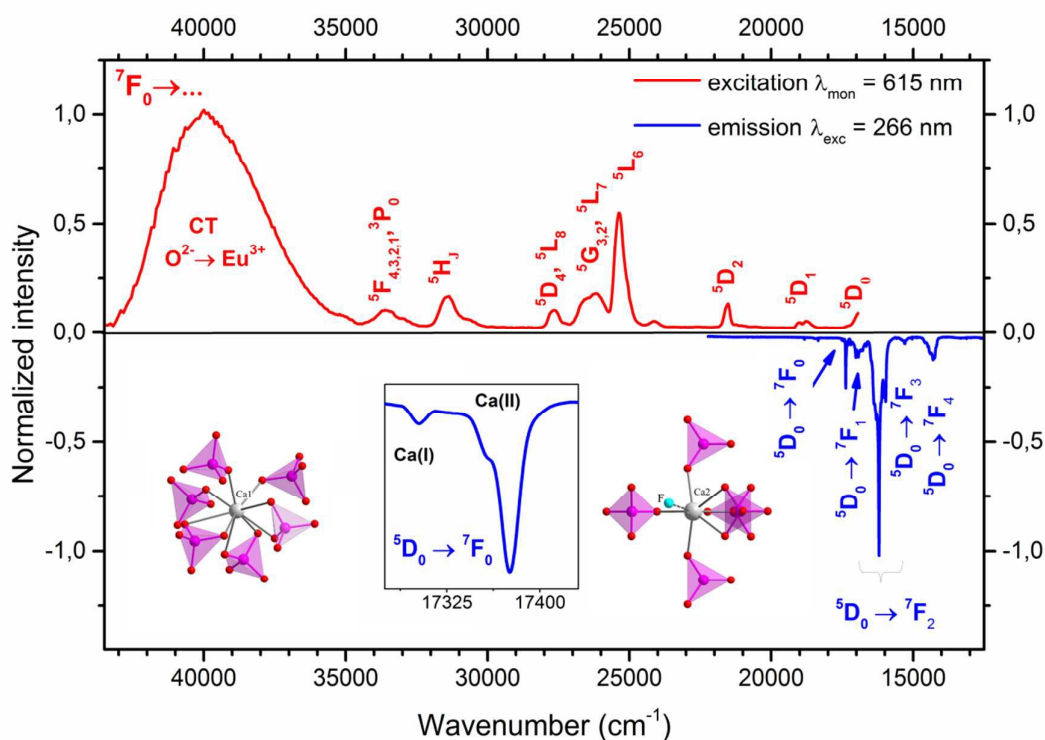 40000 35000 30000 25000 20000 15000
⁷F₀→...
excitation λmon = 615 nm
emission λexc = 266 nm
Normalized intensity
1,0
0,5
0,0
-0,5
-1,0
1,0
0,5
0,0
-0,5
-1,0
CT
O²⁻→ Eu³⁺
⁵F₄,₃,₂,₁, ³P₀
⁵H_J
⁵D₄, ⁵L₈
⁵G₃,₂, ⁵L₇
⁵L₆
⁵D₂
⁵D₁
⁵D₀
Ca1
Ca(I)
Ca(II)
⁵D₀ → ⁷F₀
17325 17400
F
Ca2
⁵D₀→ ⁷F₀
⁵D₀→ ⁷F₁
⁵D₀→ ⁷F₃
⁵D₀→ ⁷F₄
⁵D₀ → ⁷F₂
40000 35000 30000 25000 20000 15000
Wavenumber (cm⁻¹)